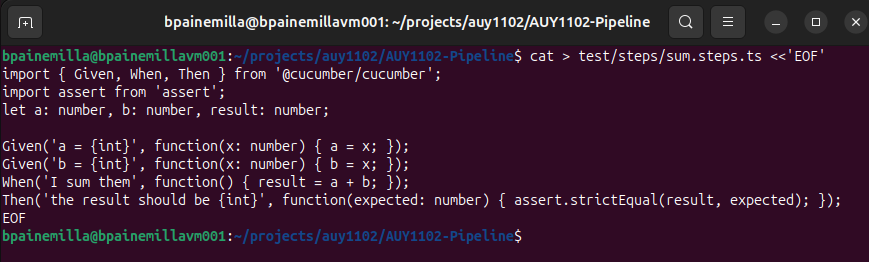 bpainemilla@bpainemillavm001: ~/projects/auy1102/AUY1102-Pipeline
bpainemilla@bpainemillavm001:~/projects/auy1102/AUY1102-Pipeline$ cat > test/steps/sum.steps.ts <<'EOF'
import { Given, When, Then } from '@cucumber/cucumber';
import assert from 'assert';
let a: number, b: number, result: number;

Given('a = {int}', function(x: number) { a = x; });
Given('b = {int}', function(x: number) { b = x; });
When('I sum them', function() { result = a + b; });
Then('the result should be {int}', function(expected: number) { assert.strictEqual(result, expected); });
EOF
bpainemilla@bpainemillavm001:~/projects/auy1102/AUY1102-Pipeline$